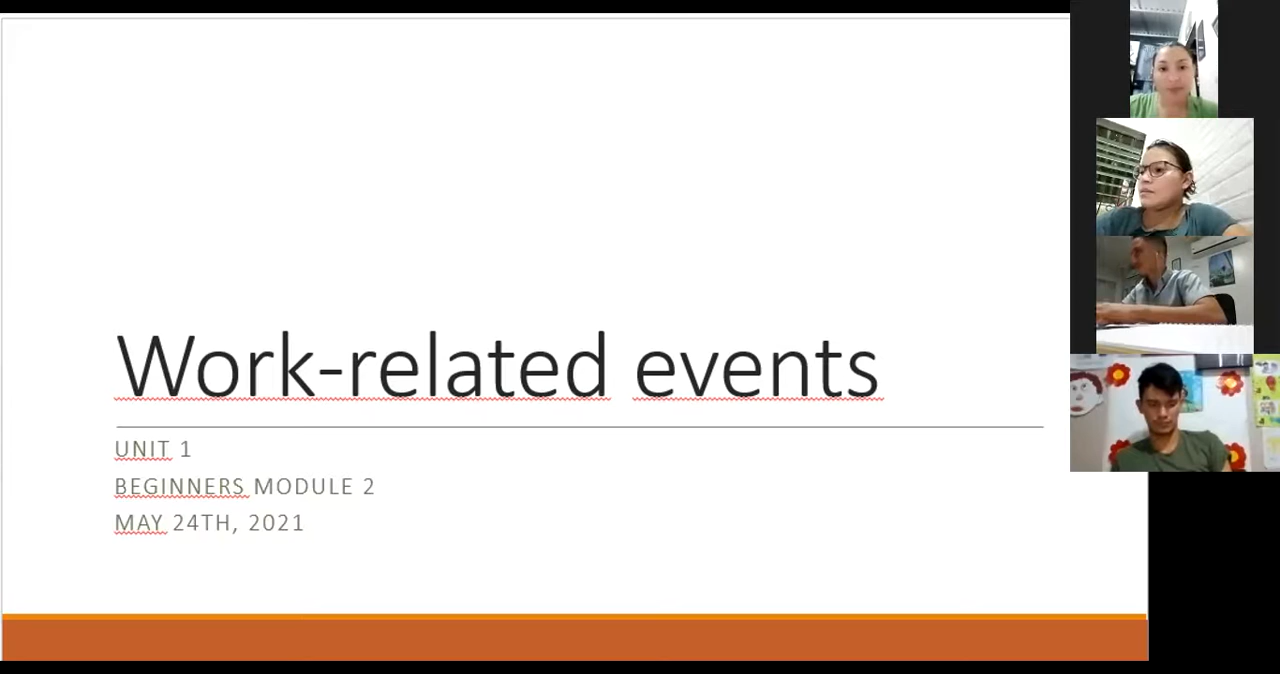 Work-related events
UNIT 1
BEGINNERS MODULE 2
MAY 24TH, 2021